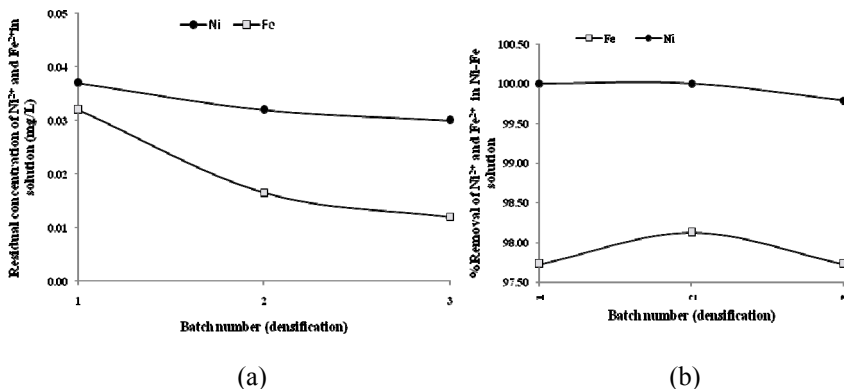 Ni Fe
0.05
0.04
0.03
0.02
0.01
0.00
1 2 3
Residual concentration of Ni²⁺ and Fe²⁺in
solution (mg/L)
Batch number (densification)
(a)
Fe Ni
100.50
100.00
99.50
99.00
98.50
98.00
97.50
%Removal of Ni²⁺ and Fe²⁺ in Ni-Fe
solution
Batch number (densification)
(b)